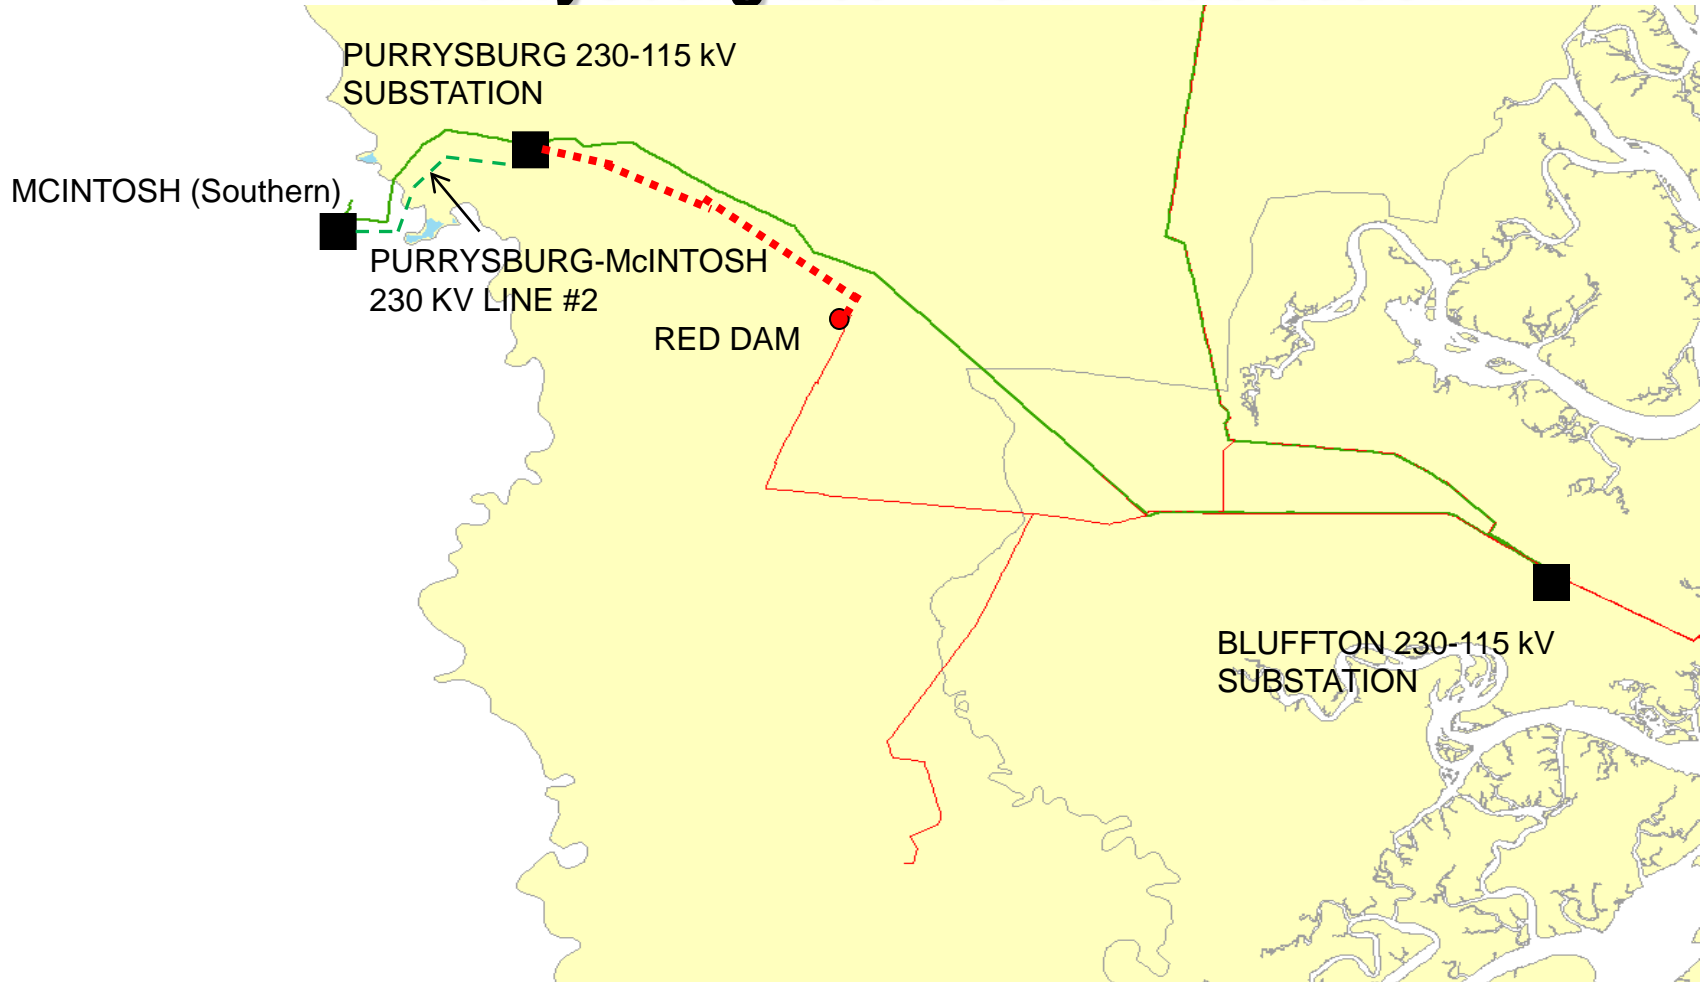 PURRYSBURG 230-115 kV
SUBSTATION
MCINTOSH (Southern)
PURRYSBURG-McINTOSH
230 KV LINE #2
RED DAM
BLUFFTON 230-115 kV
SUBSTATION